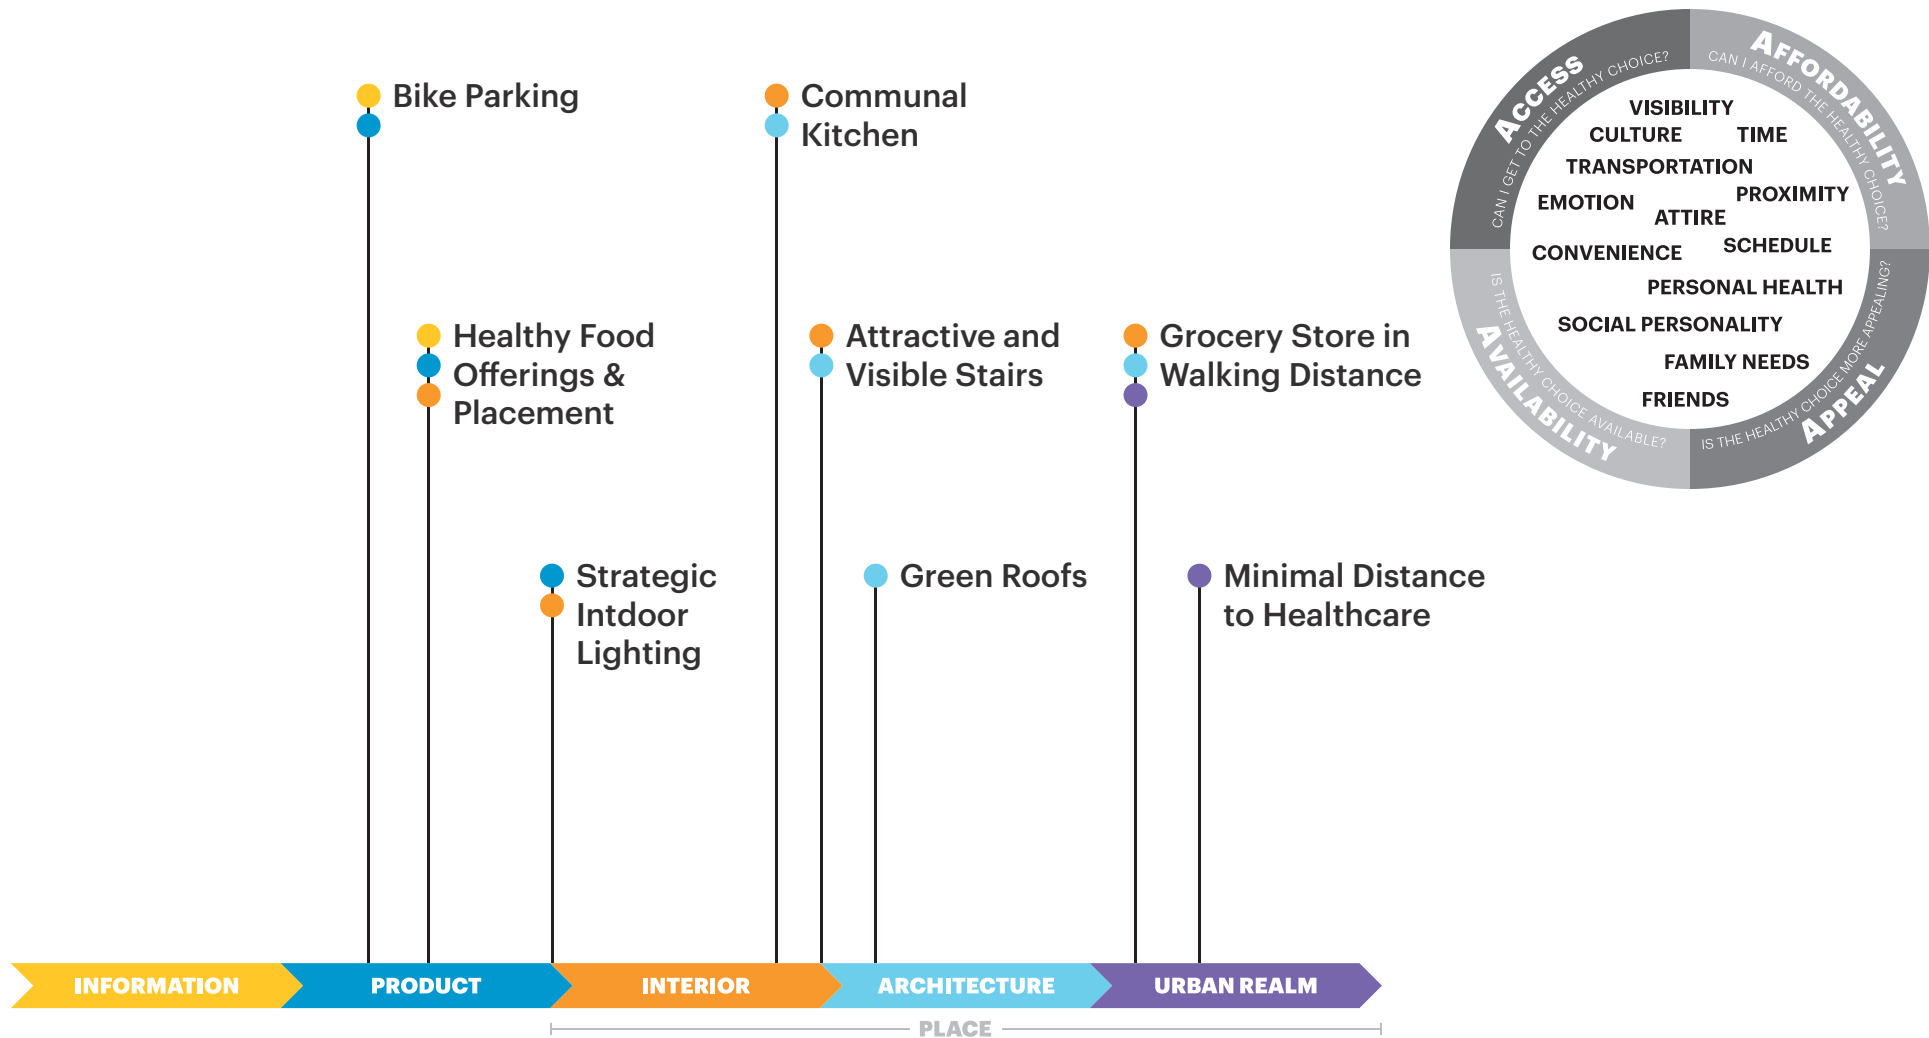 Bike Parking
Communal
Kitchen
Healthy Food
Offerings &
Placement
Attractive and
Visible Stairs
Grocery Store in
Walking Distance
Strategic
Intdoor
Lighting
Green Roofs
Minimal Distance
to Healthcare
INFORMATION
PRODUCT
INTERIOR
ARCHITECTURE
URBAN REALM
PLACE
ACCESS
CAN I GET TO THE HEALTHY CHOICE?
AFFORDABILITY
CAN I AFFORD THE HEALTHY CHOICE?
VISIBILITY
CULTURE TIME
TRANSPORTATION
PROXIMITY
EMOTION
ATTIRE
SCHEDULE
CONVENIENCE
PERSONAL HEALTH
SOCIAL PERSONALITY
FAMILY NEEDS
FRIENDS
IS THE HEALTHY CHOICE AVAILABLE?
AVAILABILITY
IS THE HEALTHY CHOICE MORE APPEALING?
APPEAL